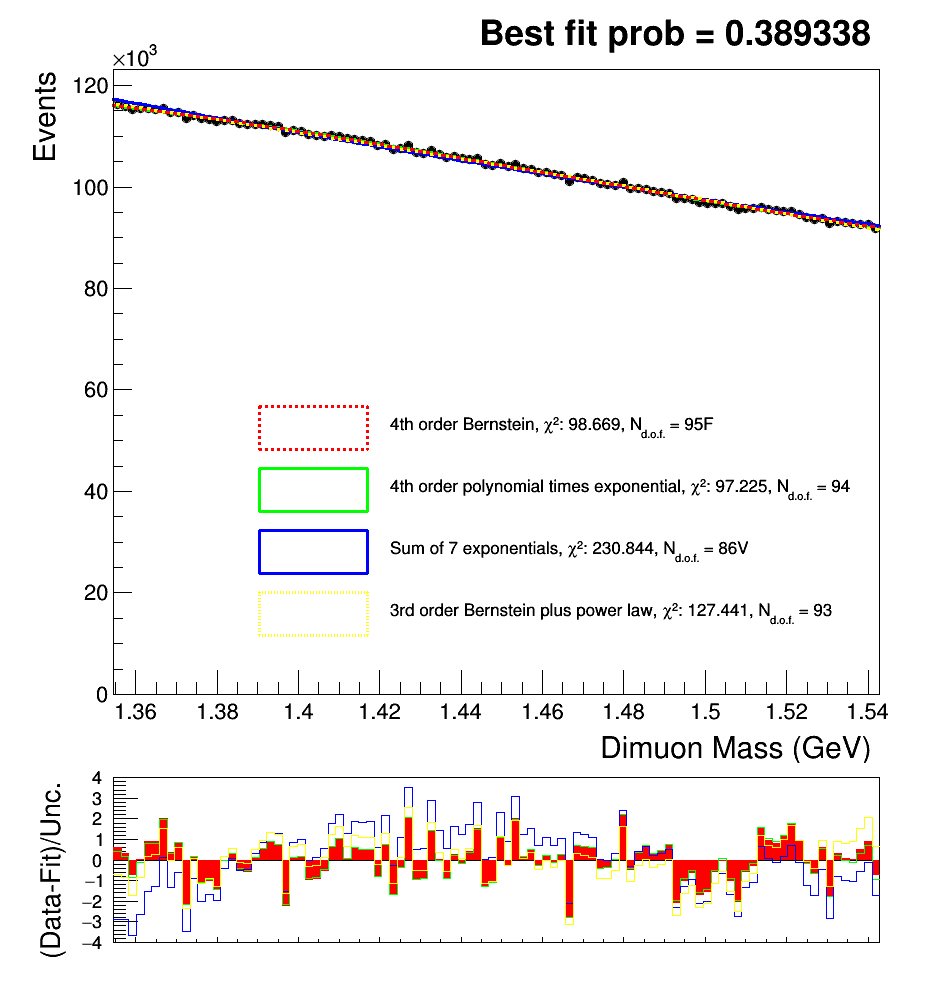 Best fit prob = 0.389338
×10³
Events
120
100
80
60
40
20
0
4th order Bernstein, χ²: 98.669, N_d.o.f. = 95F
4th order polynomial times exponential, χ²: 97.225, N_d.o.f. = 94
Sum of 7 exponentials, χ²: 230.844, N_d.o.f. = 86V
3rd order Bernstein plus power law, χ²: 127.441, N_d.o.f. = 93
1.36 1.38 1.4 1.42 1.44 1.46 1.48 1.5 1.52 1.54
Dimuon Mass (GeV)
(Data-Fit)/Unc.
4
3
2
1
0
−1
−2
−3
−4